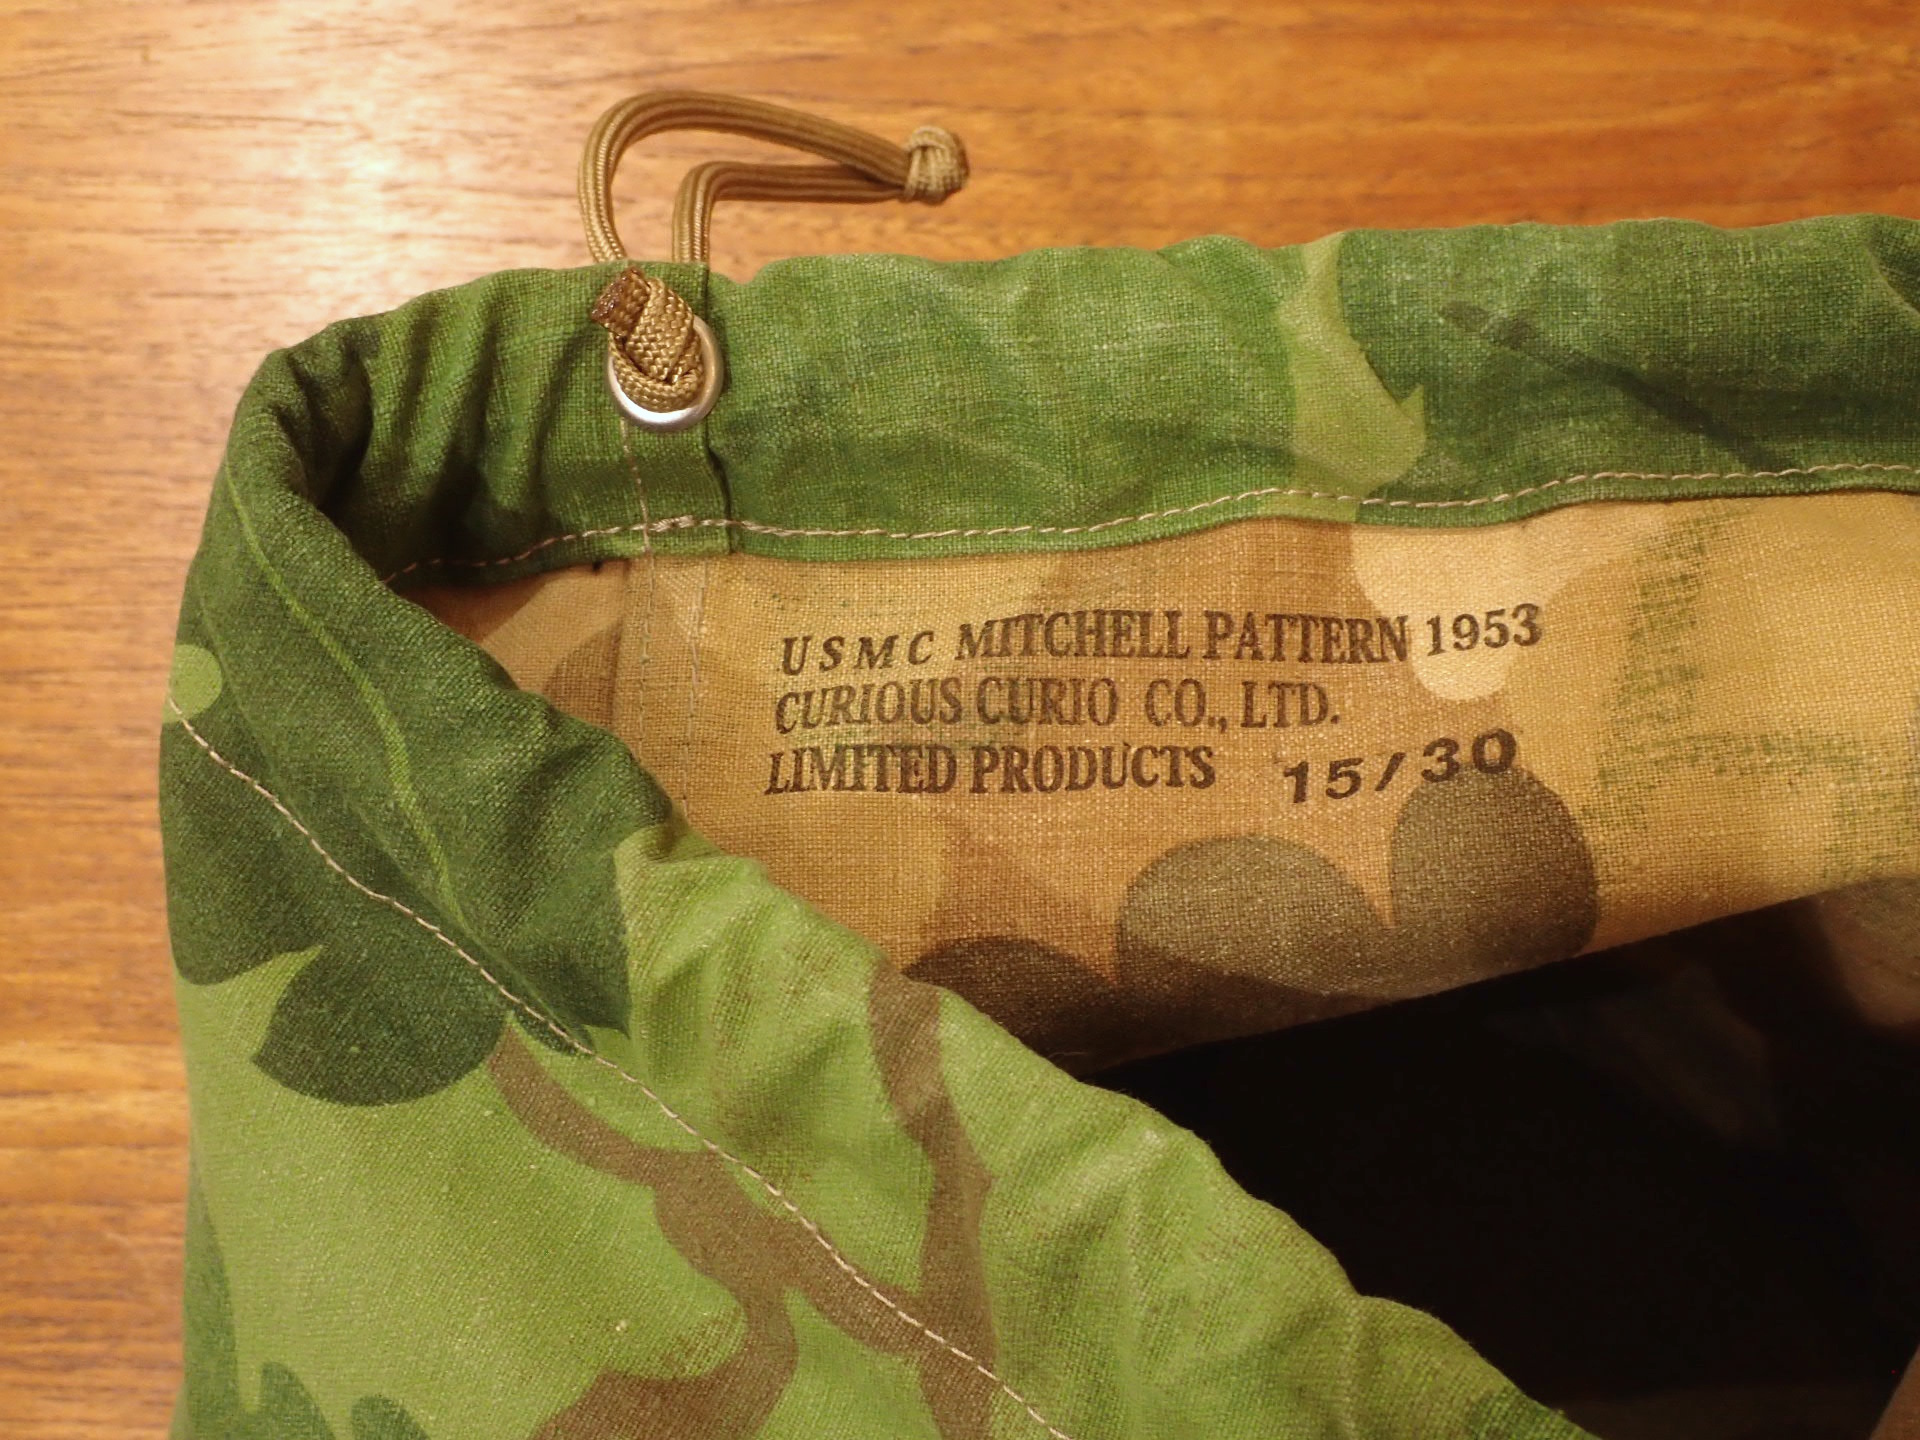 USMC MITCHELL PATTERN 1953
CURIOUS CURIO CO., LTD.
LIMITED PRODUCTS 15/30